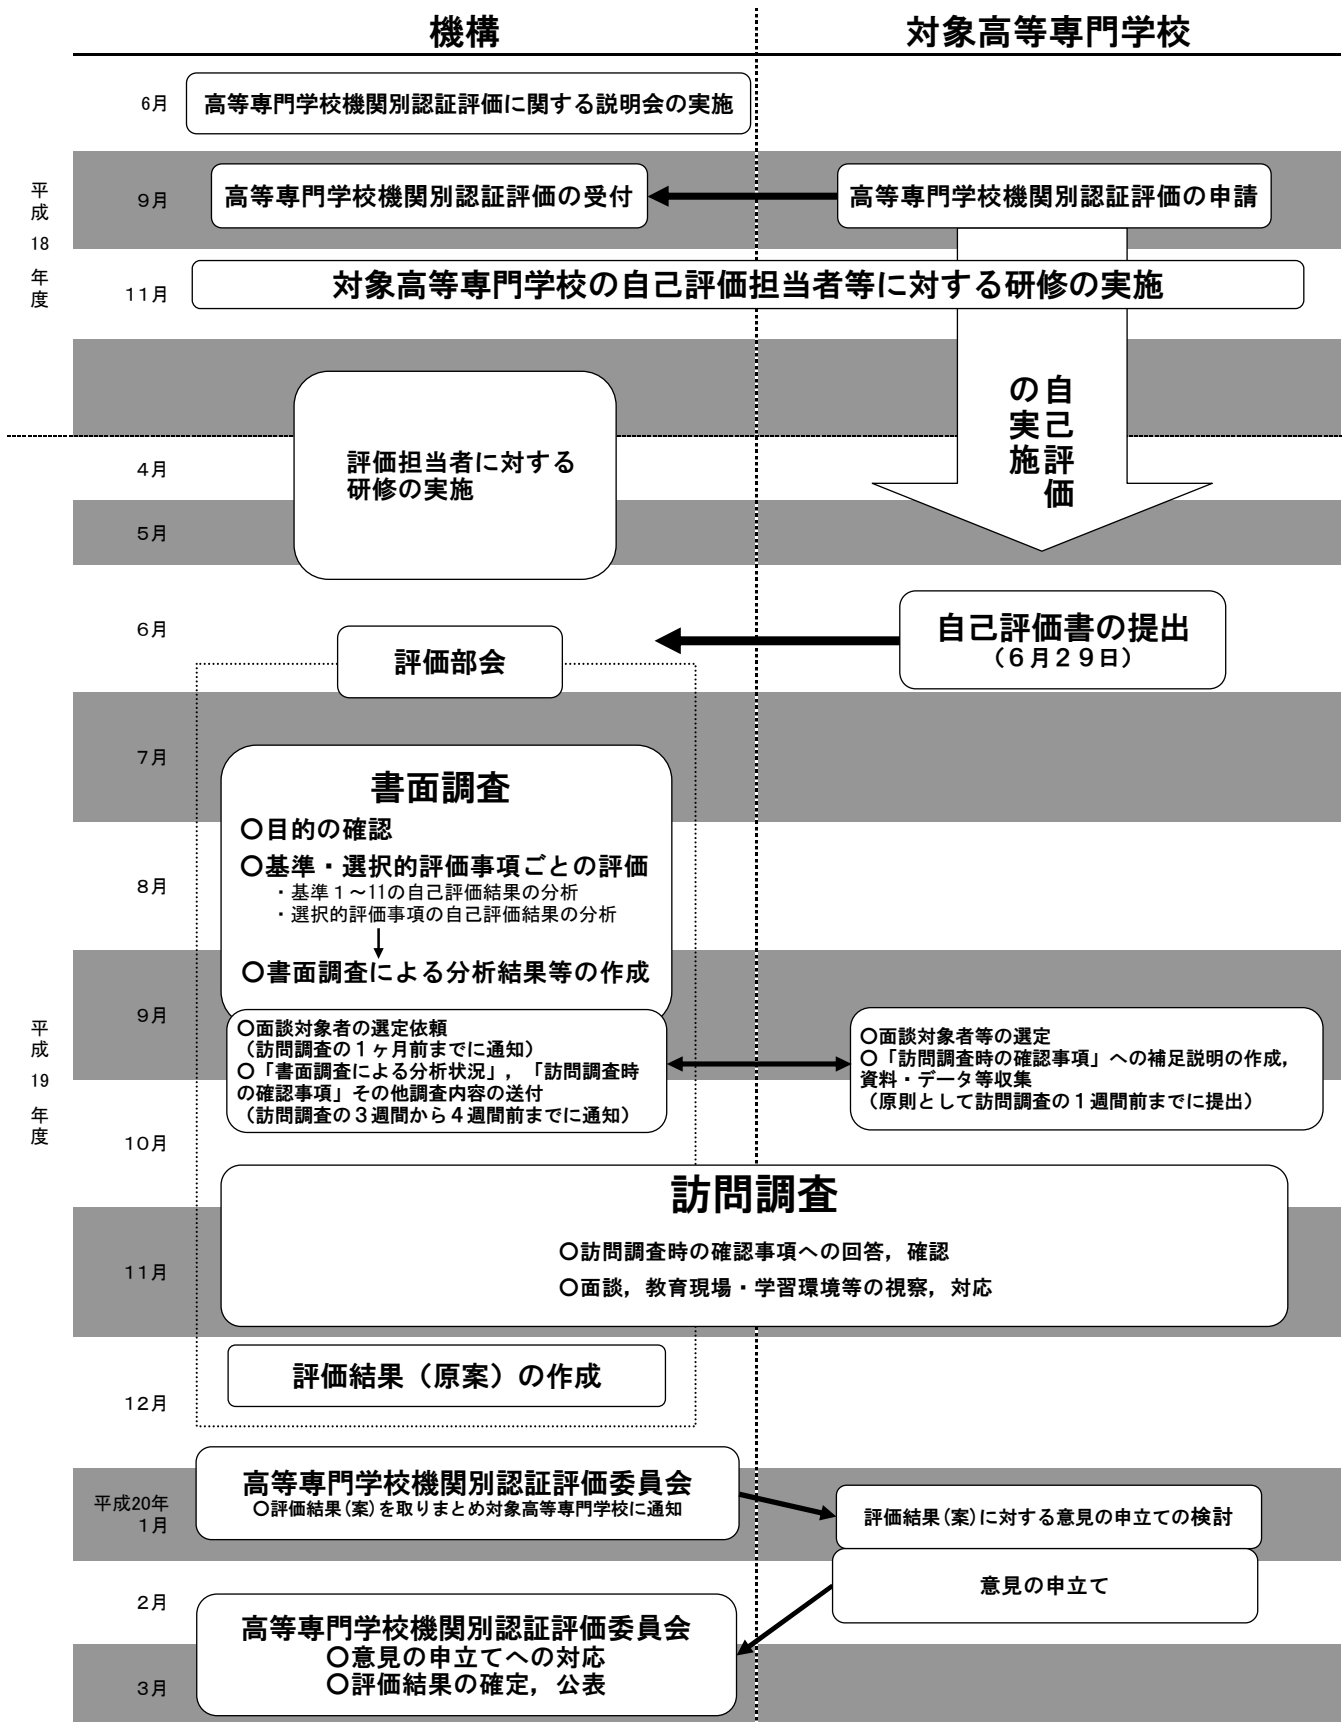 機構
対象高等専門学校
平成
18
年度
6月
高等専門学校機関別認証評価に関する説明会の実施
9月
高等専門学校機関別認証評価の受付
高等専門学校機関別認証評価の申請
11月
対象高等専門学校の自己評価担当者等に対する研修の実施
自己評価
の実施
評価担当者に対する
研修の実施
平成
19
年度
4月
5月
6月
自己評価書の提出
（6月29日）
評価部会
7月
書面調査
○目的の確認
○基準・選択的評価事項ごとの評価
・基準１～11の自己評価結果の分析
・選択的評価事項の自己評価結果の分析
○書面調査による分析結果等の作成
8月
9月
○面談対象者の選定依頼
（訪問調査の１ヶ月前までに通知）
○「書面調査による分析状況」，「訪問調査時
の確認事項」その他調査内容の送付
（訪問調査の３週間から４週間前までに通知）
○面談対象者等の選定
○「訪問調査時の確認事項」への補足説明の作成，
資料・データ等収集
（原則として訪問調査の１週間前までに提出）
10月
訪問調査
○訪問調査時の確認事項への回答，確認
○面談，教育現場・学習環境等の視察，対応
11月
評価結果（原案）の作成
12月
平成20年
1月
高等専門学校機関別認証評価委員会
○評価結果(案)を取りまとめ対象高等専門学校に通知
評価結果(案)に対する意見の申立ての検討
意見の申立て
2月
高等専門学校機関別認証評価委員会
○意見の申立てへの対応
○評価結果の確定，公表
3月